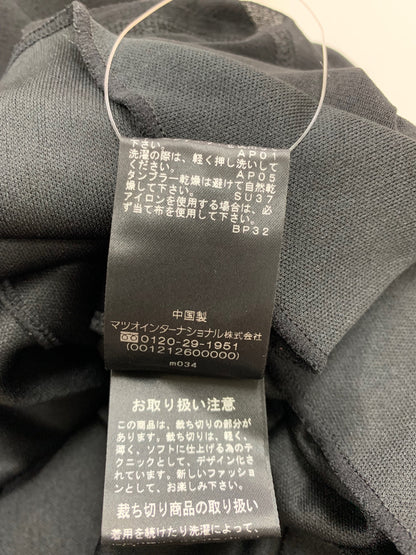 下さい。 AP01
洗濯の際は、軽く押し洗いして
ください。 AP05
タンブラー乾燥は避けて自然乾
燥して下さい。 SU37
アイロンを使用する場合は、必
ず当て布を使用して下さい。
BP32
中国製
マツオインターナショナル株式会社
0120-29-1951
(001212600000)
m034
お取り扱い注意
この商品は、裁ち切りの部分が
あります。裁ち切りは、軽く、
薄く、ソフトに仕上げる為のテ
クニックとして、デザイン化さ
れています。新しいファッショ
ンとして、お楽しみ下さい。
裁ち切り商品の取り扱い
着用を続けたり洗濯によって、